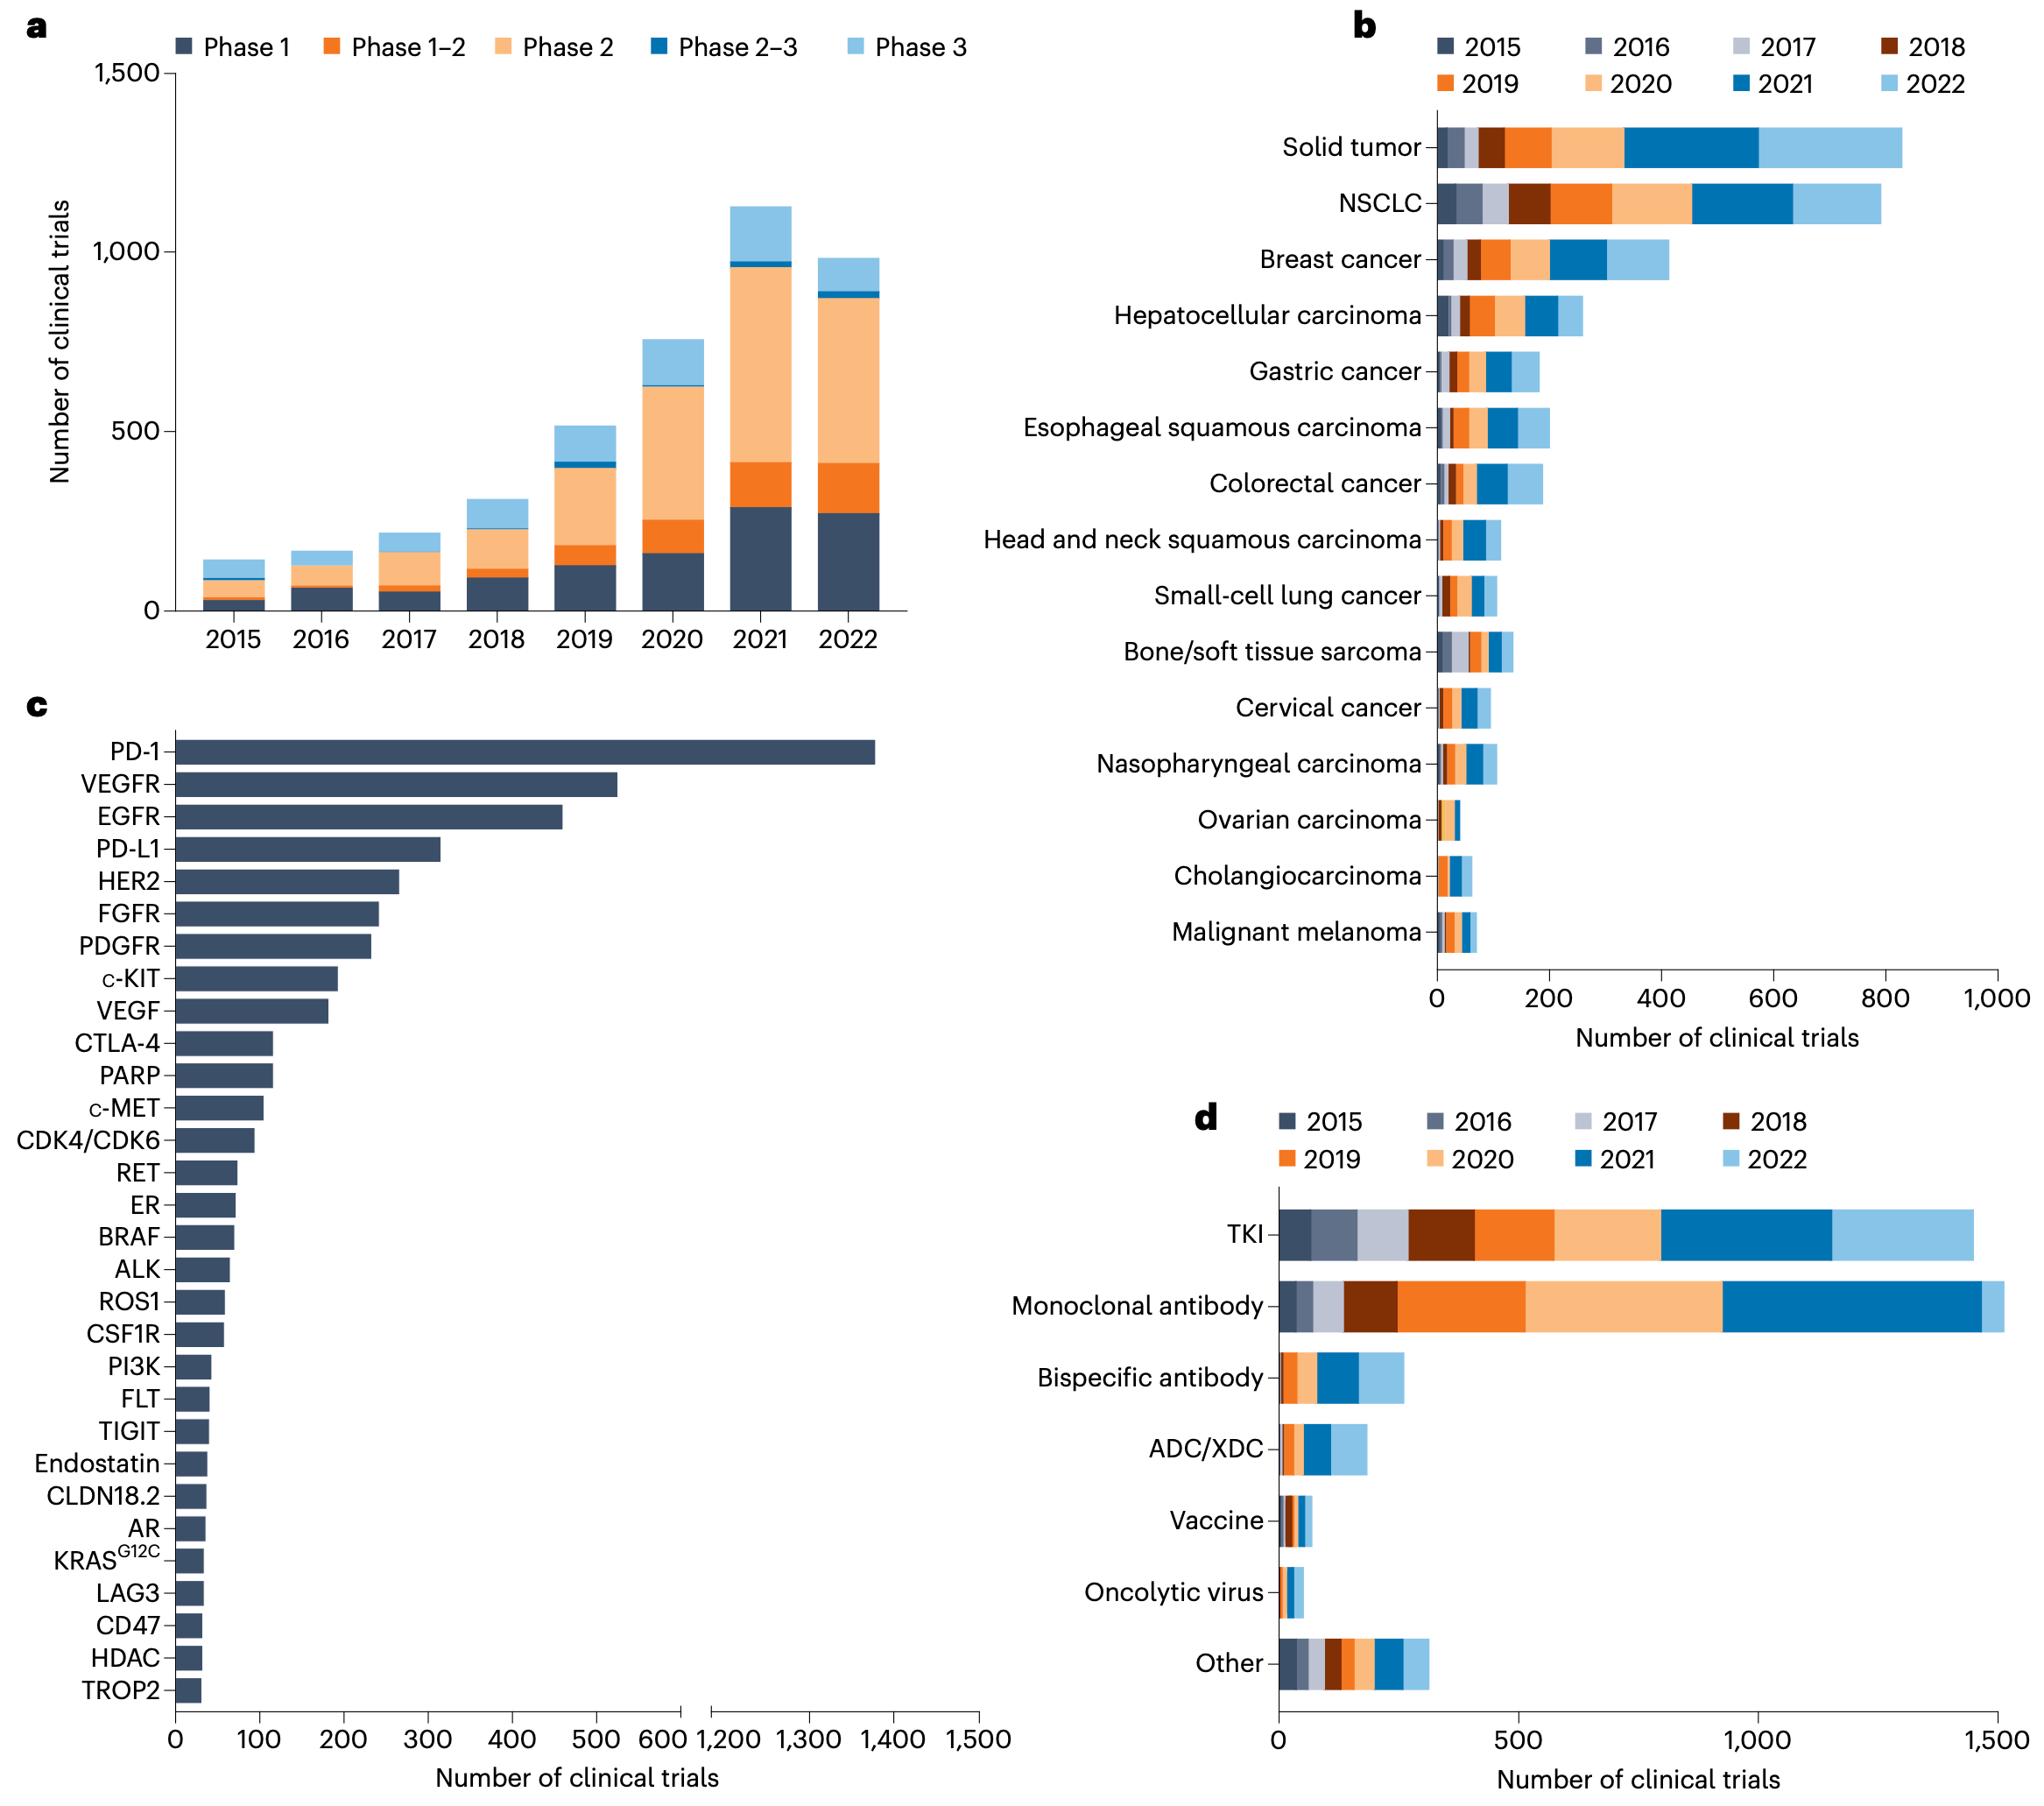 a
Phase 1 Phase 1–2 Phase 2 Phase 2–3 Phase 3
Number of clinical trials
1,500
1,000
500
0
2015 2016 2017 2018 2019 2020 2021 2022
b
2015 2016 2017 2018
2019 2020 2021 2022
Solid tumor
NSCLC
Breast cancer
Hepatocellular carcinoma
Gastric cancer
Esophageal squamous carcinoma
Colorectal cancer
Head and neck squamous carcinoma
Small-cell lung cancer
Bone/soft tissue sarcoma
Cervical cancer
Nasopharyngeal carcinoma
Ovarian carcinoma
Cholangiocarcinoma
Malignant melanoma
0 200 400 600 800 1,000
Number of clinical trials
c
PD-1
VEGFR
EGFR
PD-L1
HER2
FGFR
PDGFR
c-KIT
VEGF
CTLA-4
PARP
c-MET
CDK4/CDK6
RET
ER
BRAF
ALK
ROS1
CSF1R
PI3K
FLT
TIGIT
Endostatin
CLDN18.2
AR
KRASG12C
LAG3
CD47
HDAC
TROP2
0 100 200 300 400 500 600 1,200 1,300 1,400 1,500
Number of clinical trials
d
2015 2016 2017 2018
2019 2020 2021 2022
TKI
Monoclonal antibody
Bispecific antibody
ADC/XDC
Vaccine
Oncolytic virus
Other
0 500 1,000 1,500
Number of clinical trials